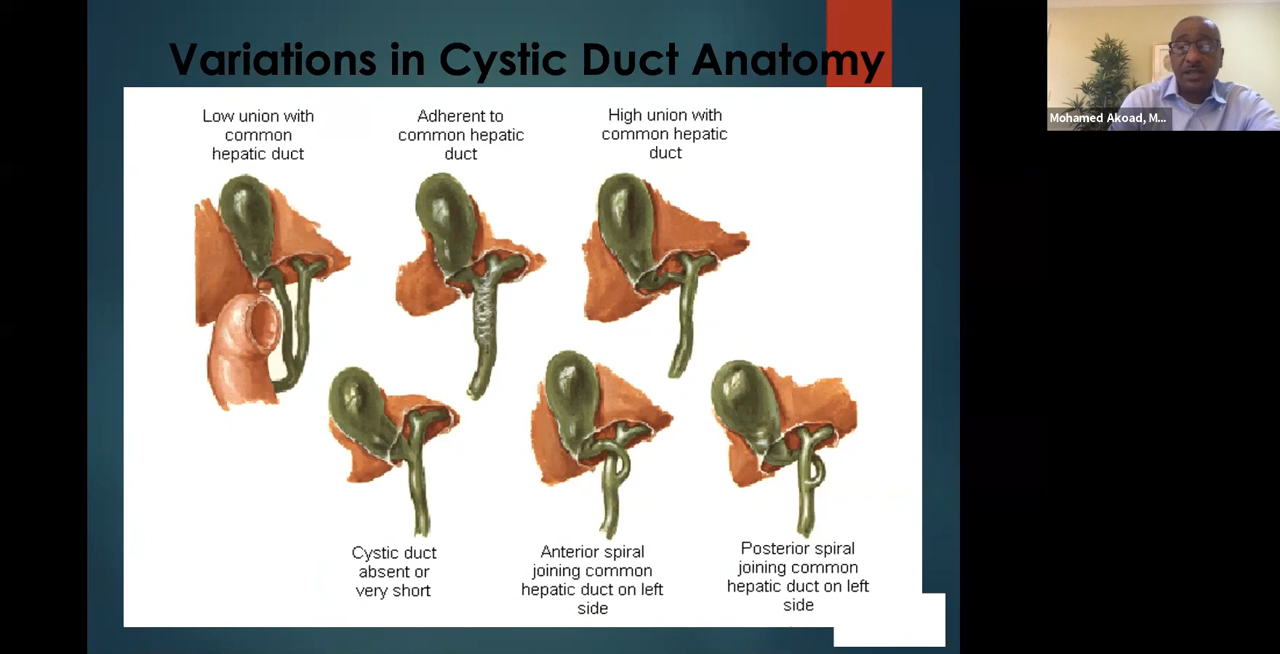 Variations in Cystic Duct Anatomy
Mohamed Akoad, M...
Low union with
common
hepatic duct
Adherent to
common hepatic
duct
High union with
common hepatic
duct
Cystic duct
absent or
very short
Anterior spiral
joining common
hepatic duct on left
side
Posterior spiral
joining common
hepatic duct on left
side